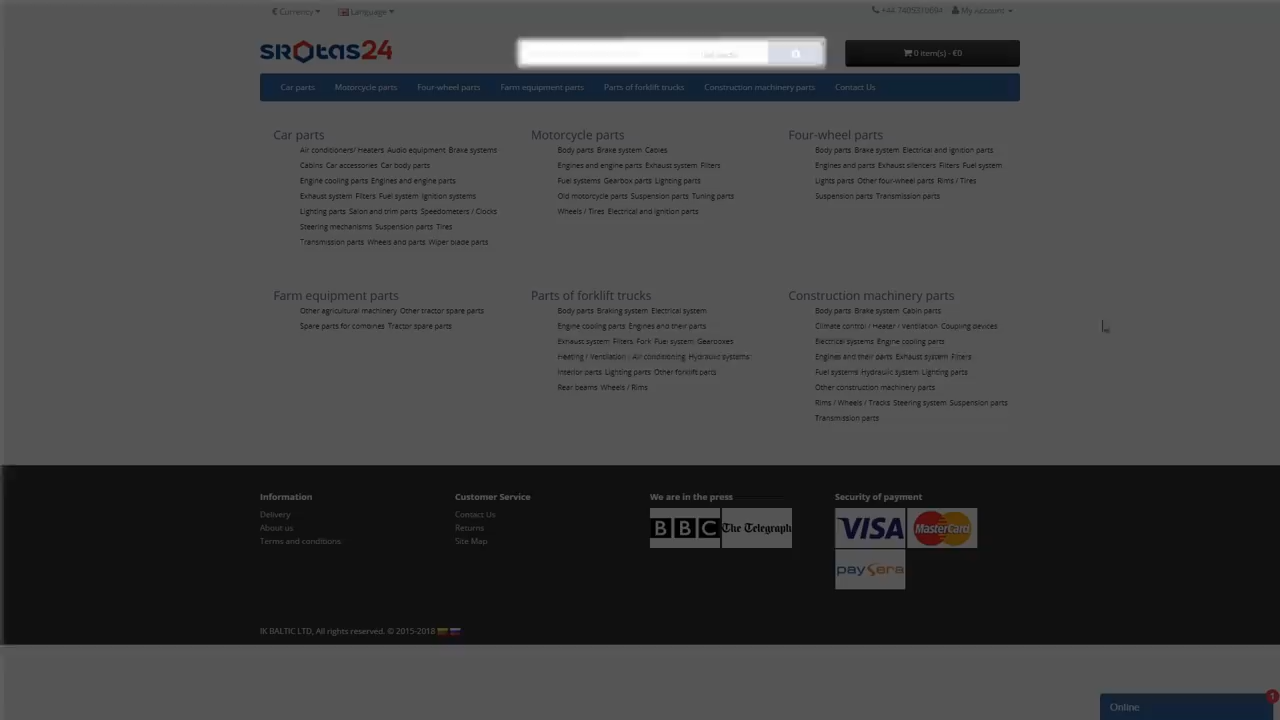 € Currency
Language
My Account
srotas24
0 item(s) - €0
Car parts
Motorcycle parts
Four-wheel parts
Farm equipment parts
Parts of forklift trucks
Construction machinery parts
Contact Us
Car parts
Air conditioners/ Heaters Audio equipment Brake systems
Cabins Car accessories Car body parts
Engine cooling parts Engines and engine parts
Exhaust system Filters Fuel system Ignition systems
Lighting parts Salon and trim parts Speedometers / Clocks
Steering mechanisms Suspension parts Tires
Transmission parts Wheels and parts Wiper blade parts
Motorcycle parts
Body parts Brake system Cables
Engines and engine parts Exhaust system Filters
Fuel systems Gearbox parts Lighting parts
Old motorcycle parts Suspension parts Tuning parts
Wheels / Tires Electrical and ignition parts
Four-wheel parts
Body parts Brake system Electrical and ignition parts
Engines and parts Exhaust silencers Filters Fuel system
Lights parts Other four-wheel parts Rims / Tires
Suspension parts Transmission parts
Farm equipment parts
Other agricultural machinery Other tractor spare parts
Spare parts for combines Tractor spare parts
Parts of forklift trucks
Body parts Braking system Electrical system
Engine cooling parts Engines and their parts
Exhaust system Filters Fork Fuel system Gearboxes
Heating / Ventilation / Air conditioning Hydraulic systems
Interior parts Lighting parts Other forklift parts
Rear beams Wheels / Rims
Construction machinery parts
Body parts Brake system Cabin parts
Climate control / Heater / Ventilation Coupling devices
Electrical systems Engine cooling parts
Engines and their parts Exhaust system Filters
Fuel systems Hydraulic system Lighting parts
Other construction machinery parts
Rims / Wheels / Tracks Steering system Suspension parts
Transmission parts
Information
Delivery
About us
Terms and conditions
Customer Service
Contact Us
Returns
Site Map
We are in the press
BBC
The Telegraph
Security of payment
VISA
MasterCard
paysera
IK BALTIC LTD, All rights reserved. © 2015-2018
Online
1